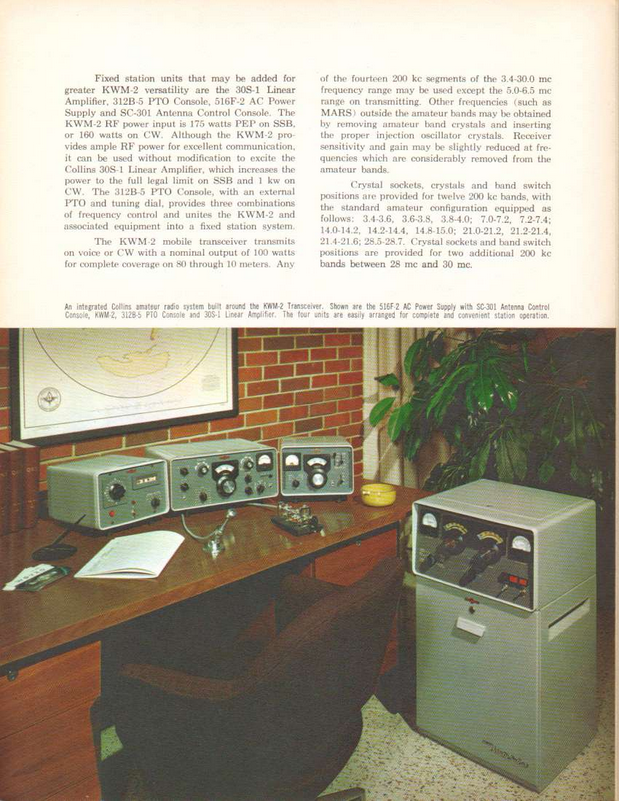 Fixed station units that may be added for
greater KWM-2 versatility are the 30S-1 Linear
Amplifier, 312B-5 PTO Console, 516F-2 AC Power
Supply and SC-301 Antenna Control Console. The
KWM-2 RF power input is 175 watts PEP on SSB,
or 160 watts on CW. Although the KWM-2 pro-
vides ample RF power for excellent communication,
it can be used without modification to excite the
Collins 30S-1 Linear Amplifier, which increases the
power to the full legal limit on SSB and 1 kw on
CW. The 312B-5 PTO Console, with an external
PTO and tuning dial, provides three combinations
of frequency control and unites the KWM-2 and
associated equipment into a fixed station system.
The KWM-2 mobile transceiver transmits
on voice or CW with a nominal output of 100 watts
for complete coverage on 80 through 10 meters. Any
of the fourteen 200 kc segments of the 3.4-30.0 mc
frequency range may be used except the 5.0-6.5 mc
range on transmitting. Other frequencies (such as
MARS) outside the amateur bands may be obtained
by removing amateur band crystals and inserting
the proper injection oscillator crystals. Receiver
sensitivity and gain may be slightly reduced at fre-
quencies which are considerably removed from the
amateur bands.
Crystal sockets, crystals and band switch
positions are provided for twelve 200 kc bands, with
the standard amateur configuration equipped as
follows: 3.4-3.6, 3.6-3.8, 3.8-4.0; 7.0-7.2, 7.2-7.4;
14.0-14.2, 14.2-14.4, 14.8-15.0; 21.0-21.2, 21.2-21.4,
21.4-21.6; 28.5-28.7. Crystal sockets and band switch
positions are provided for two additional 200 kc
bands between 28 mc and 30 mc.
An integrated Collins amateur radio system built around the KWM-2 Transceiver. Shown are the 516F-2 AC Power Supply with SC-301 Antenna Control
Console, KWM-2, 312B-5 PTO Console and 30S-1 Linear Amplifier. The four units are easily arranged for complete and convenient station operation.